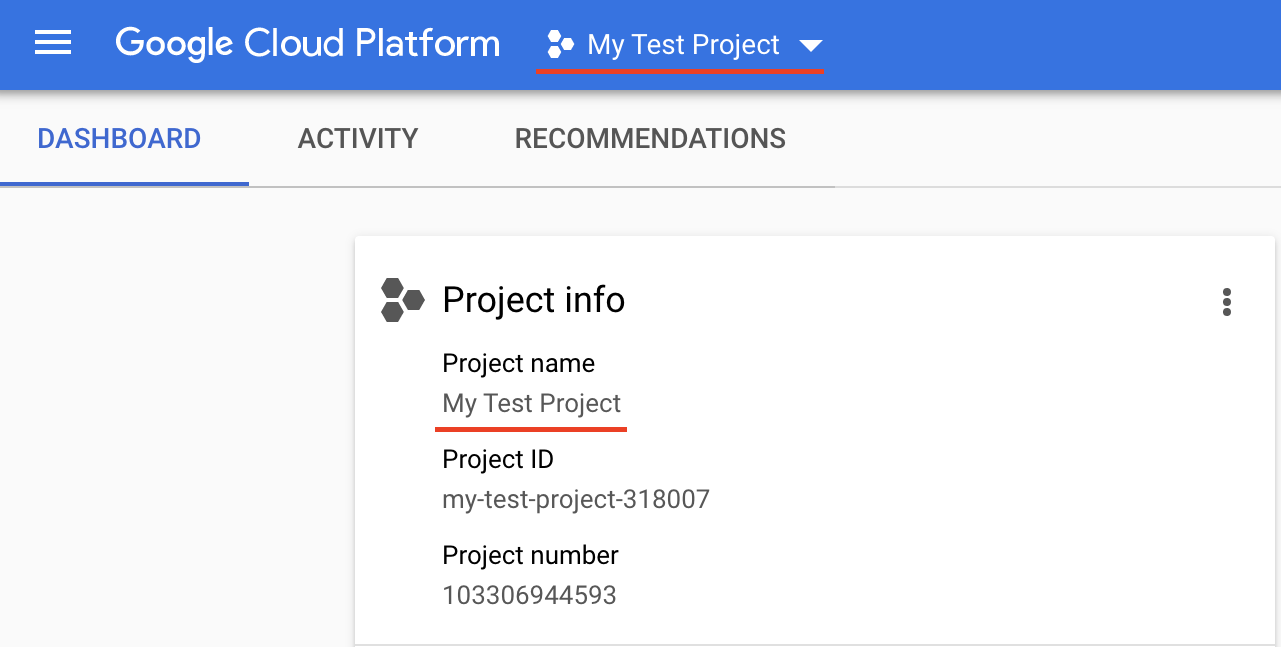 Google Cloud Platform My Test Project
DASHBOARD ACTIVITY RECOMMENDATIONS
Project info
Project name
My Test Project
Project ID
my-test-project-318007
Project number
103306944593